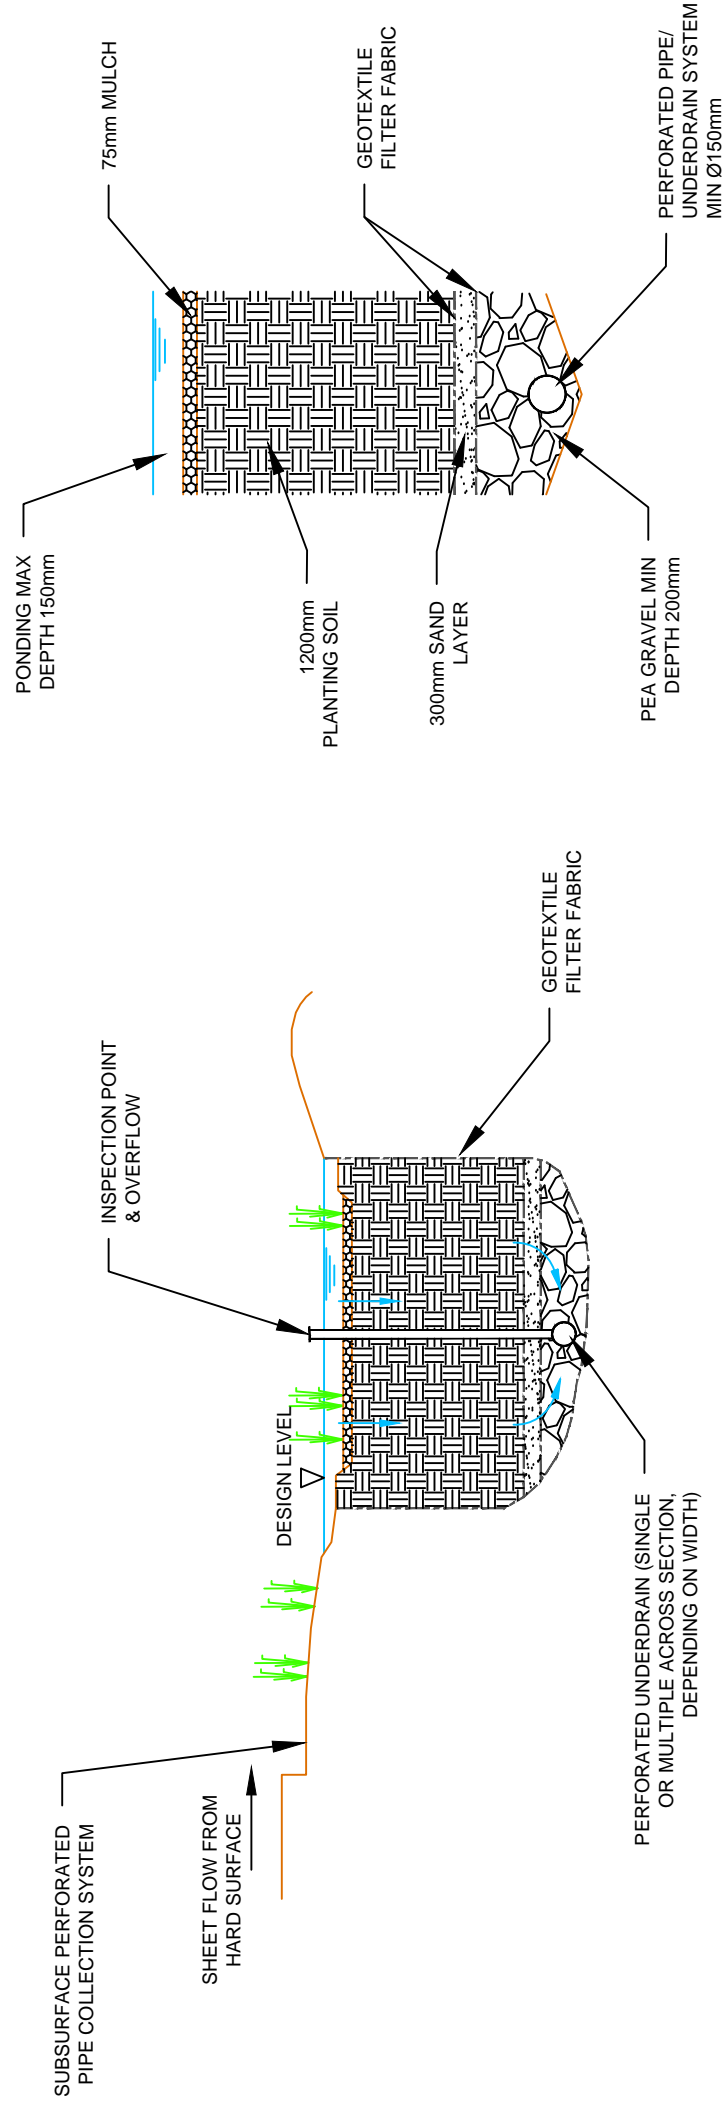 SUBSURFACE PERFORATED
PIPE COLLECTION SYSTEM
SHEET FLOW FROM
HARD SURFACE
DESIGN LEVEL
INSPECTION POINT
& OVERFLOW
GEOTEXTILE
FILTER FABRIC
PERFORATED UNDERDRAIN (SINGLE
OR MULTIPLE ACROSS SECTION,
DEPENDING ON WIDTH)
PONDING MAX
DEPTH 150mm
75mm MULCH
1200mm
PLANTING SOIL
GEOTEXTILE
FILTER FABRIC
300mm SAND
LAYER
PEA GRAVEL MIN
DEPTH 200mm
PERFORATED PIPE/
UNDERDRAIN SYSTEM
MIN Ø150mm